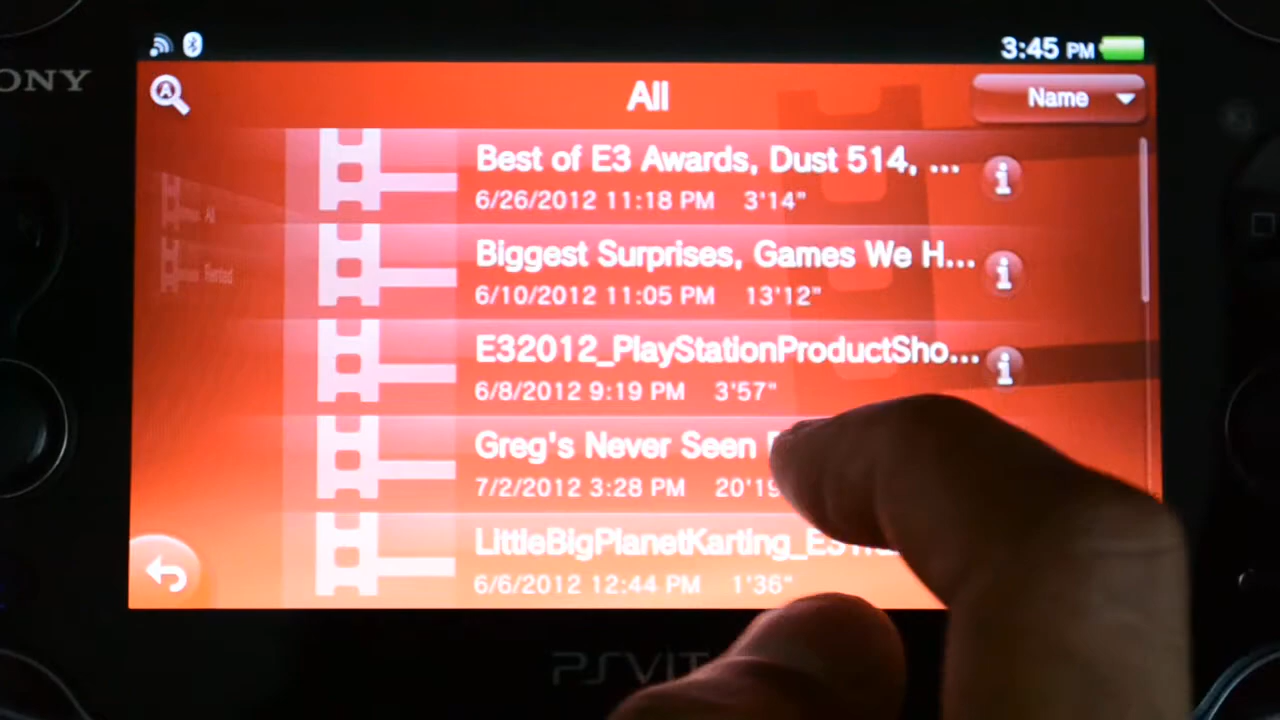 3:45 PM
SONY
All
Name
Best of E3 Awards, Dust 514, ...
6/26/2012 11:18 PM 3'14"
All
Biggest Surprises, Games We H...
Rented
6/10/2012 11:05 PM 13'12"
E32012_PlayStationProductSho...
6/8/2012 9:19 PM 3'57"
Greg's Never Seen
7/2/2012 3:28 PM 20'19
LittleBigPlanetKarting_E3
6/6/2012 12:44 PM 1'36"
PSVIT